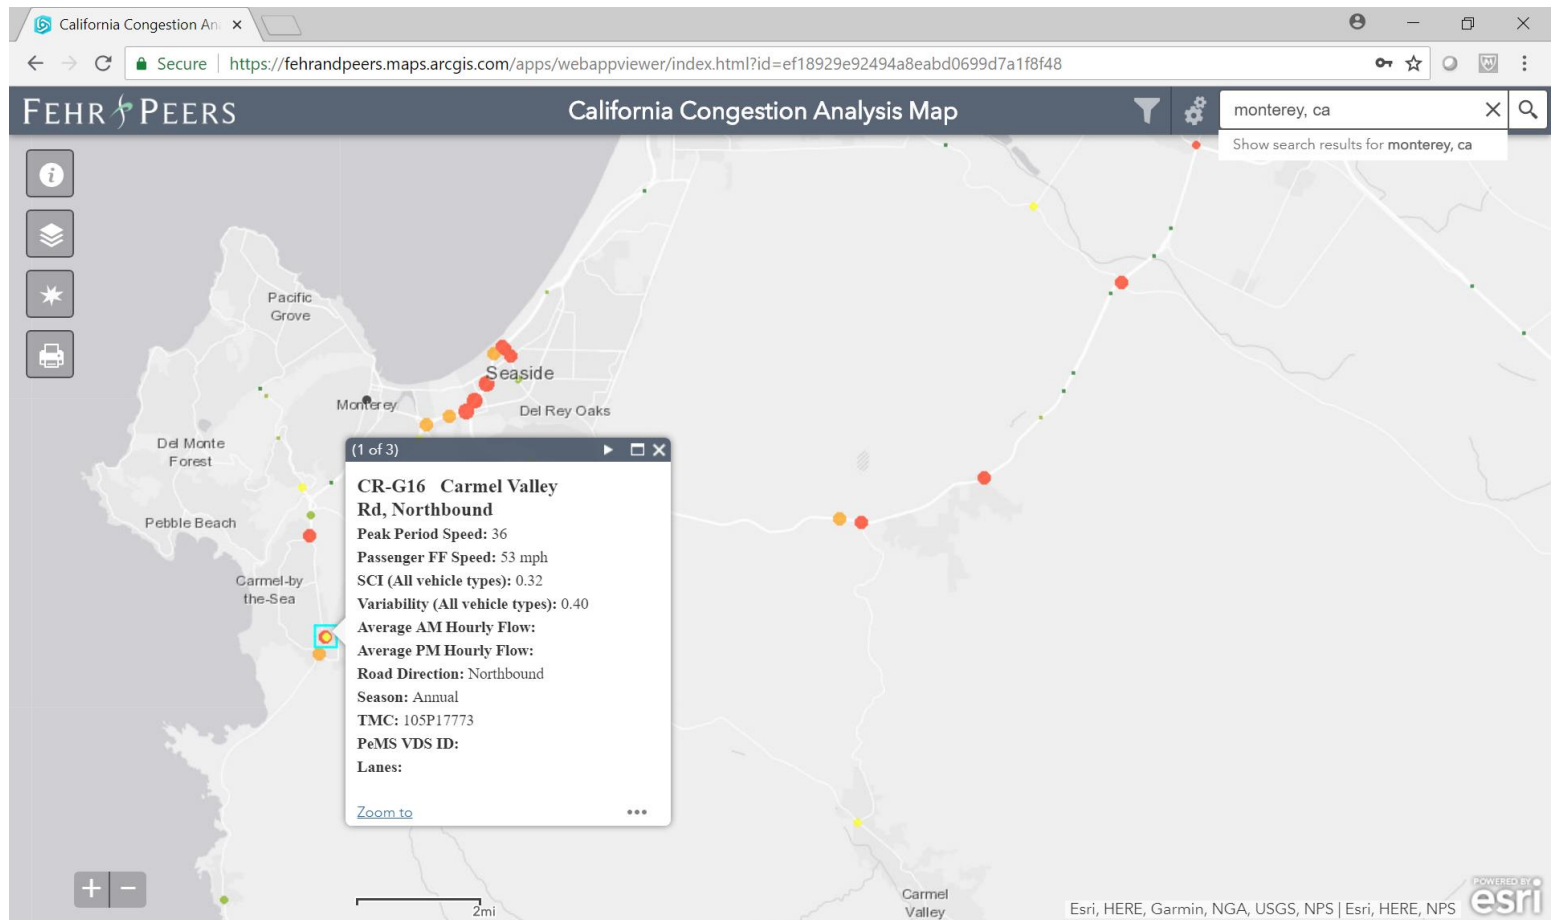 California Congestion An
Secure | https://fehrandpeers.maps.arcgis.com/apps/webappviewer/index.html?id=ef18929e92494a8eabd0699d7a1f8f48
FEHR PEERS
California Congestion Analysis Map
monterey, ca
Show search results for monterey, ca
Pacific
Grove
Seaside
Monterey
Del Rey Oaks
Del Monte
Forest
Pebble Beach
Carmel-by
the-Sea
(1 of 3)
CR-G16 Carmel Valley
Rd, Northbound
Peak Period Speed: 36
Passenger FF Speed: 53 mph
SCI (All vehicle types): 0.32
Variability (All vehicle types): 0.40
Average AM Hourly Flow:
Average PM Hourly Flow:
Road Direction: Northbound
Season: Annual
TMC: 105P17773
PeMS VDS ID:
Lanes:
Zoom to
2mi
Carmel
Valley
Esri, HERE, Garmin, NGA, USGS, NPS | Esri, HERE, NPS
POWERED BY
esri